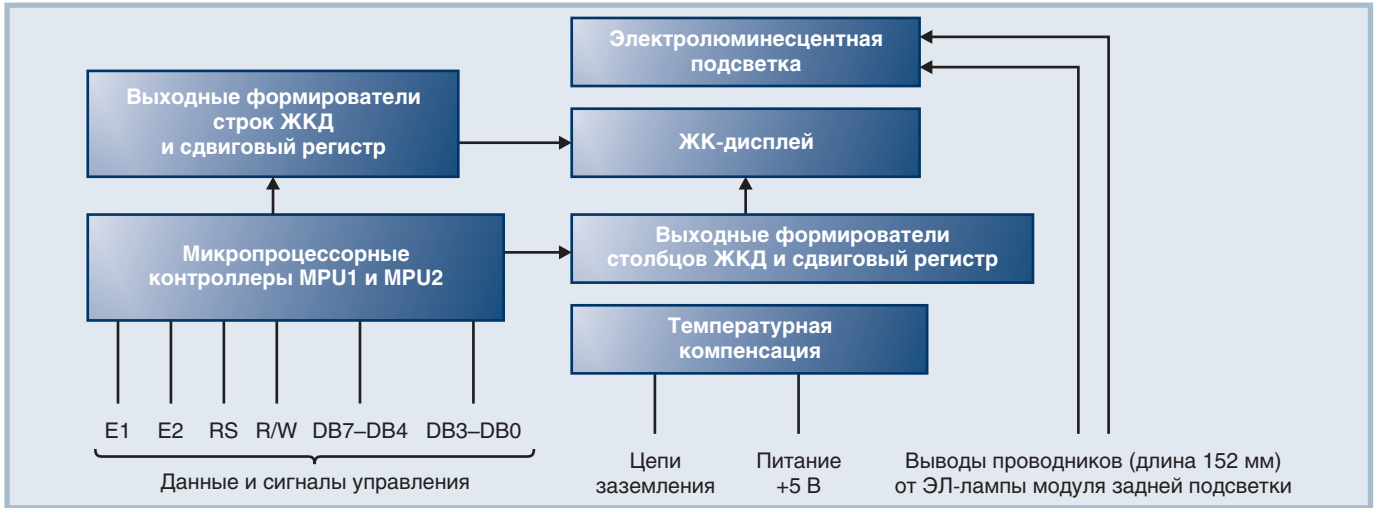 Электролюминесцентная
подсветка
Выходные формирователи
строк ЖКД
и сдвиговый регистр
ЖК-дисплей
Микропроцессорные
контроллеры MPU1 и MPU2
Выходные формирователи
столбцов ЖКД и сдвиговый регистр
Температурная
компенсация
E1 E2 RS R/W DB7–DB4 DB3–DB0
Данные и сигналы управления
Цепи
заземления
Питание
+5 В
Выводы проводников (длина 152 мм)
от ЭЛ-лампы модуля задней подсветки